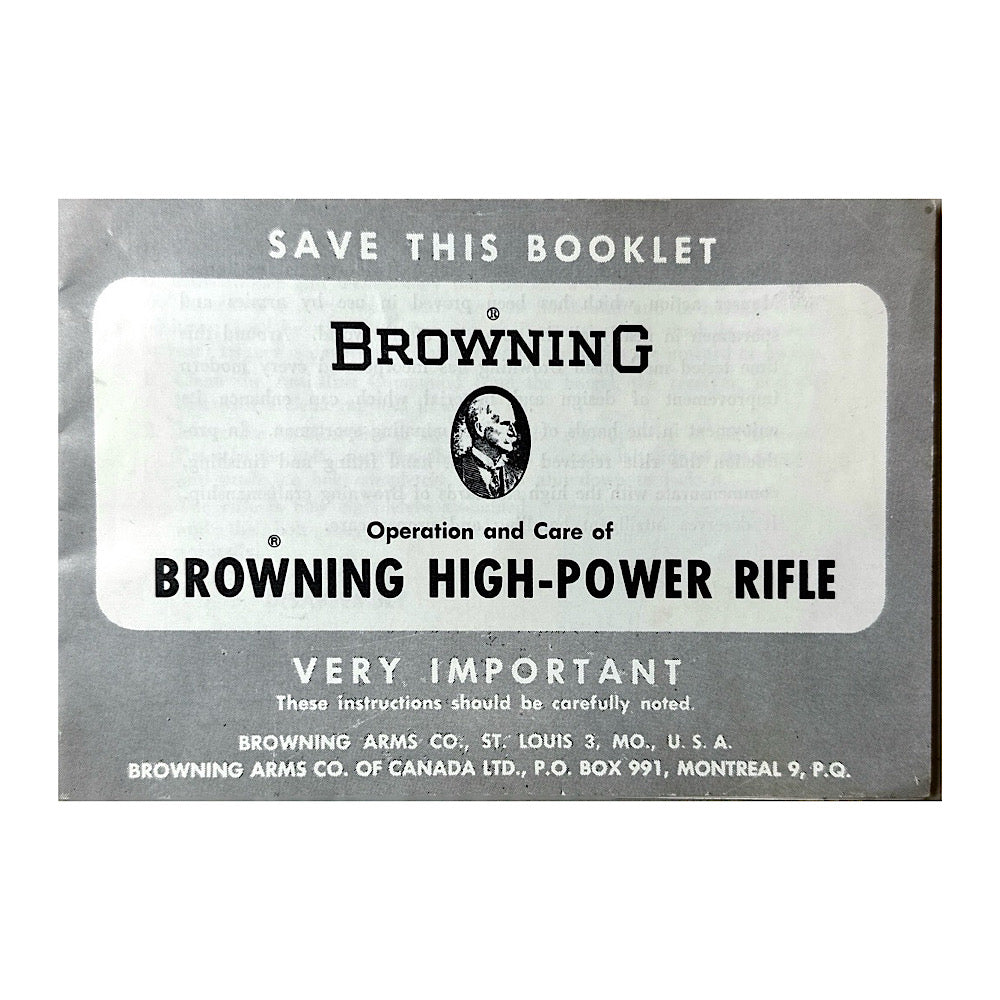 SAVE THIS BOOKLET
®
BROWNING
Operation and Care of
®
BROWNING HIGH-POWER RIFLE
VERY IMPORTANT
These instructions should be carefully noted.
BROWNING ARMS CO., ST. LOUIS 3, MO., U. S. A.
BROWNING ARMS CO. OF CANADA LTD., P.O. BOX 991, MONTREAL 9, P.Q.